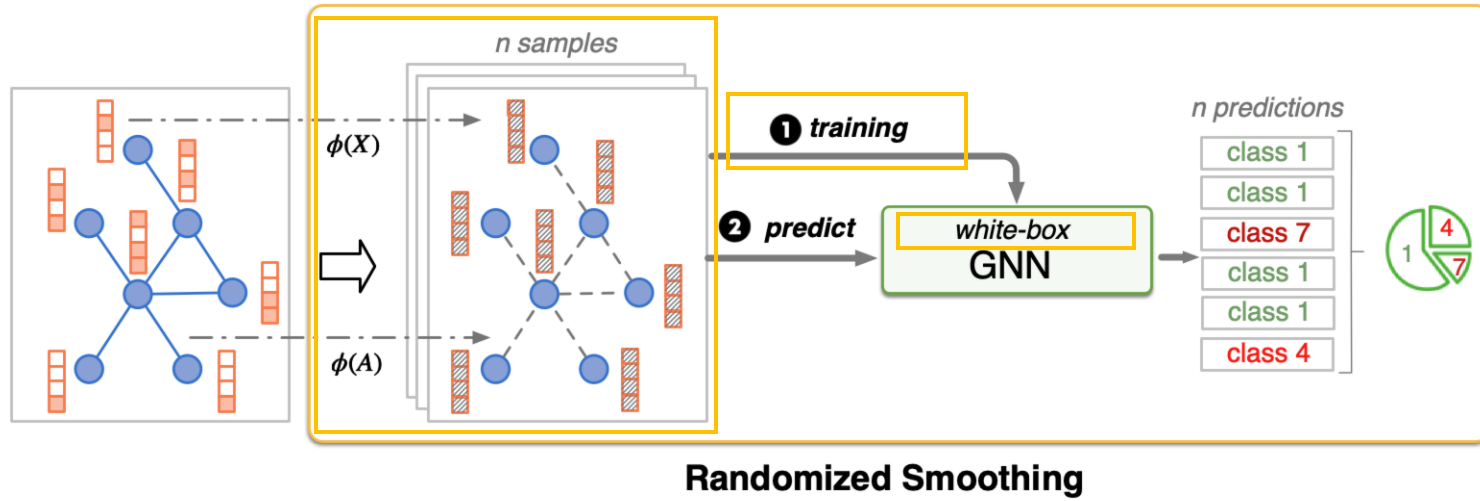 n samples
ϕ(X)
ϕ(A)
❶ training
❷ predict
white-box
GNN
n predictions
class 1
class 1
class 7
class 1
class 1
class 4
1
4
7
Randomized Smoothing